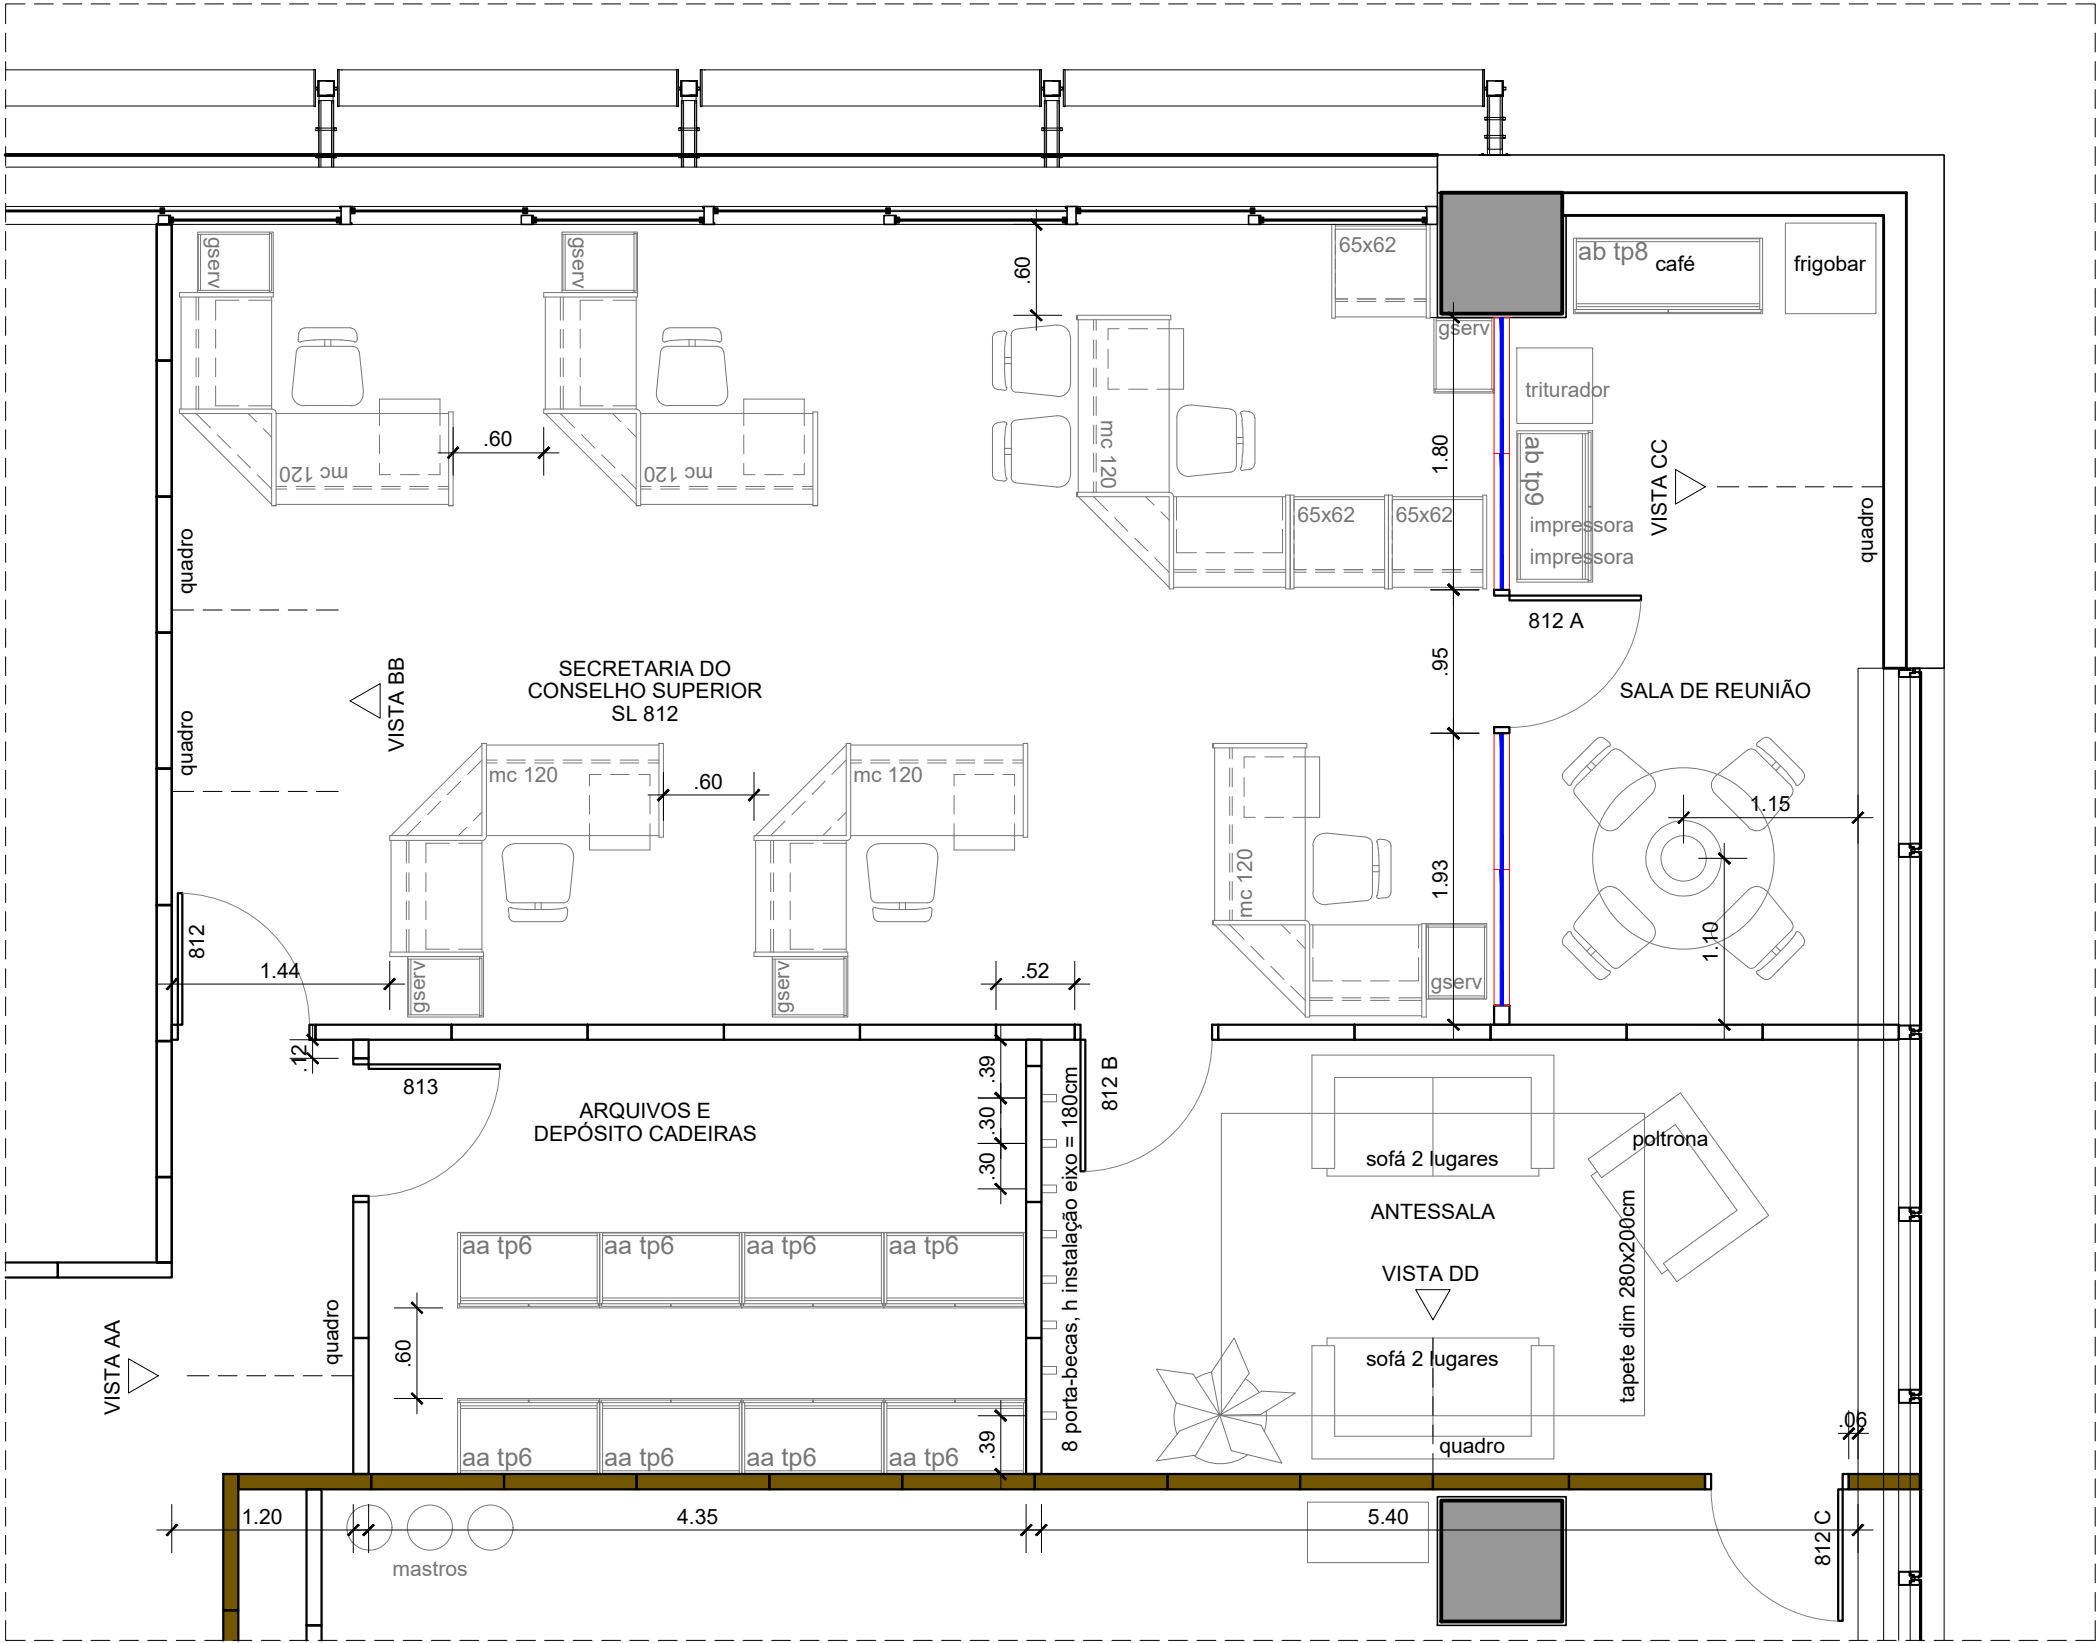 gserv
gserv
.60
65x62
ab tp8
café
frigobar
gserv
triturador
mc 120
mc 120
.60
mc 120
1.80
ab tp9
VISTA CC
65x62
65x62
impressora
impressora
quadro
quadro
812 A
.95
SECRETARIA DO
CONSELHO SUPERIOR
SL 812
SALA DE REUNIÃO
VISTA BB
quadro
mc 120
.60
mc 120
1.15
mc 120
1.93
1.10
812
1.44
gserv
gserv
.52
gserv
.12
813
.39
812 B
ARQUIVOS E
DEPÓSITO CADEIRAS
.30
.30
8 porta-becas, h instalação eixo = 180cm
poltrona
sofá 2 lugares
ANTESSALA
tapete dim 280x200cm
aa tp6
aa tp6
aa tp6
aa tp6
VISTA DD
quadro
.60
VISTA AA
sofá 2 lugares
.06
.39
quadro
aa tp6
aa tp6
aa tp6
aa tp6
1.20
4.35
5.40
812 C
mastros